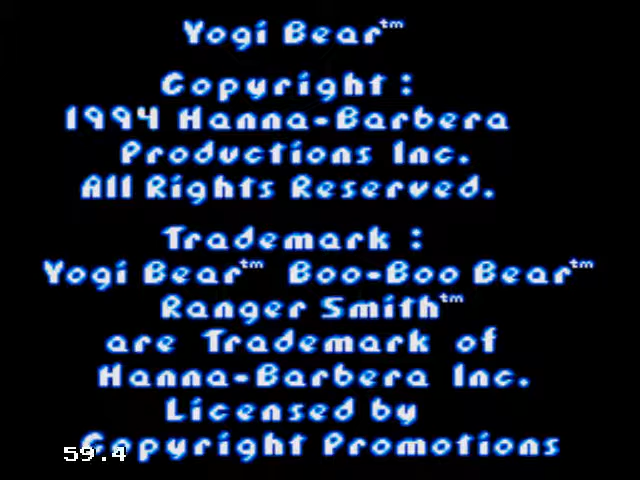 Yogi Bear™
Copyright :
1994 Hanna-Barbera
Productions Inc.
All Rights Reserved.
Trademark :
Yogi Bear™ Boo-Boo Bear™
Ranger Smith™
are Trademark of
Hanna-Barbera Inc.
Licensed by
Copyright Promotions
59.4